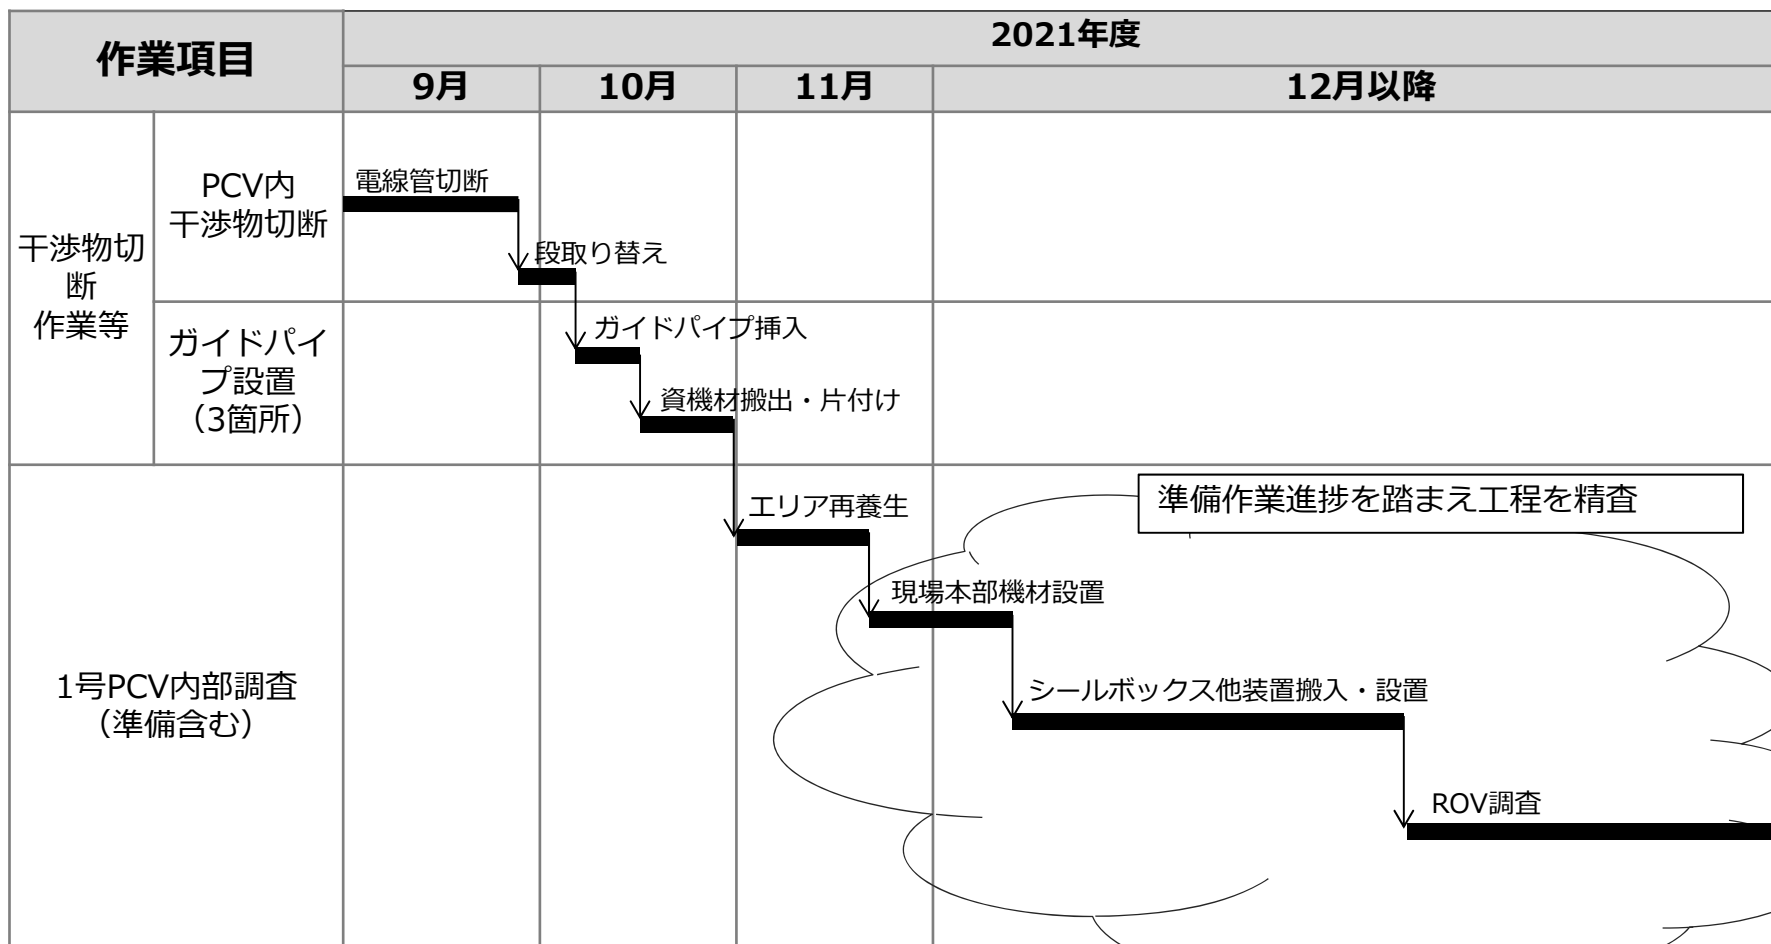 作業項目
2021年度
9月
10月
11月
12月以降
干渉物切
断
作業等
PCV内
干渉物切断
電線管切断
段取り替え
ガイドパイ
プ設置
（3箇所）
ガイドパイプ挿入
資機材搬出・片付け
1号PCV内部調査
（準備含む）
準備作業進捗を踏まえ工程を精査
エリア再養生
現場本部機材設置
シールボックス他装置搬入・設置
ROV調査